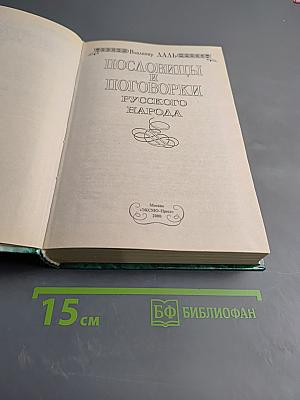 Владимир ДАЛЬ
ПОСЛОВИЦЫ
И
ПОГОВОРКИ
РУССКОГО
НАРОДА
Москва
«ЭКСМО-Пресс»
2000
15 см
БФ БИБЛИОФАН